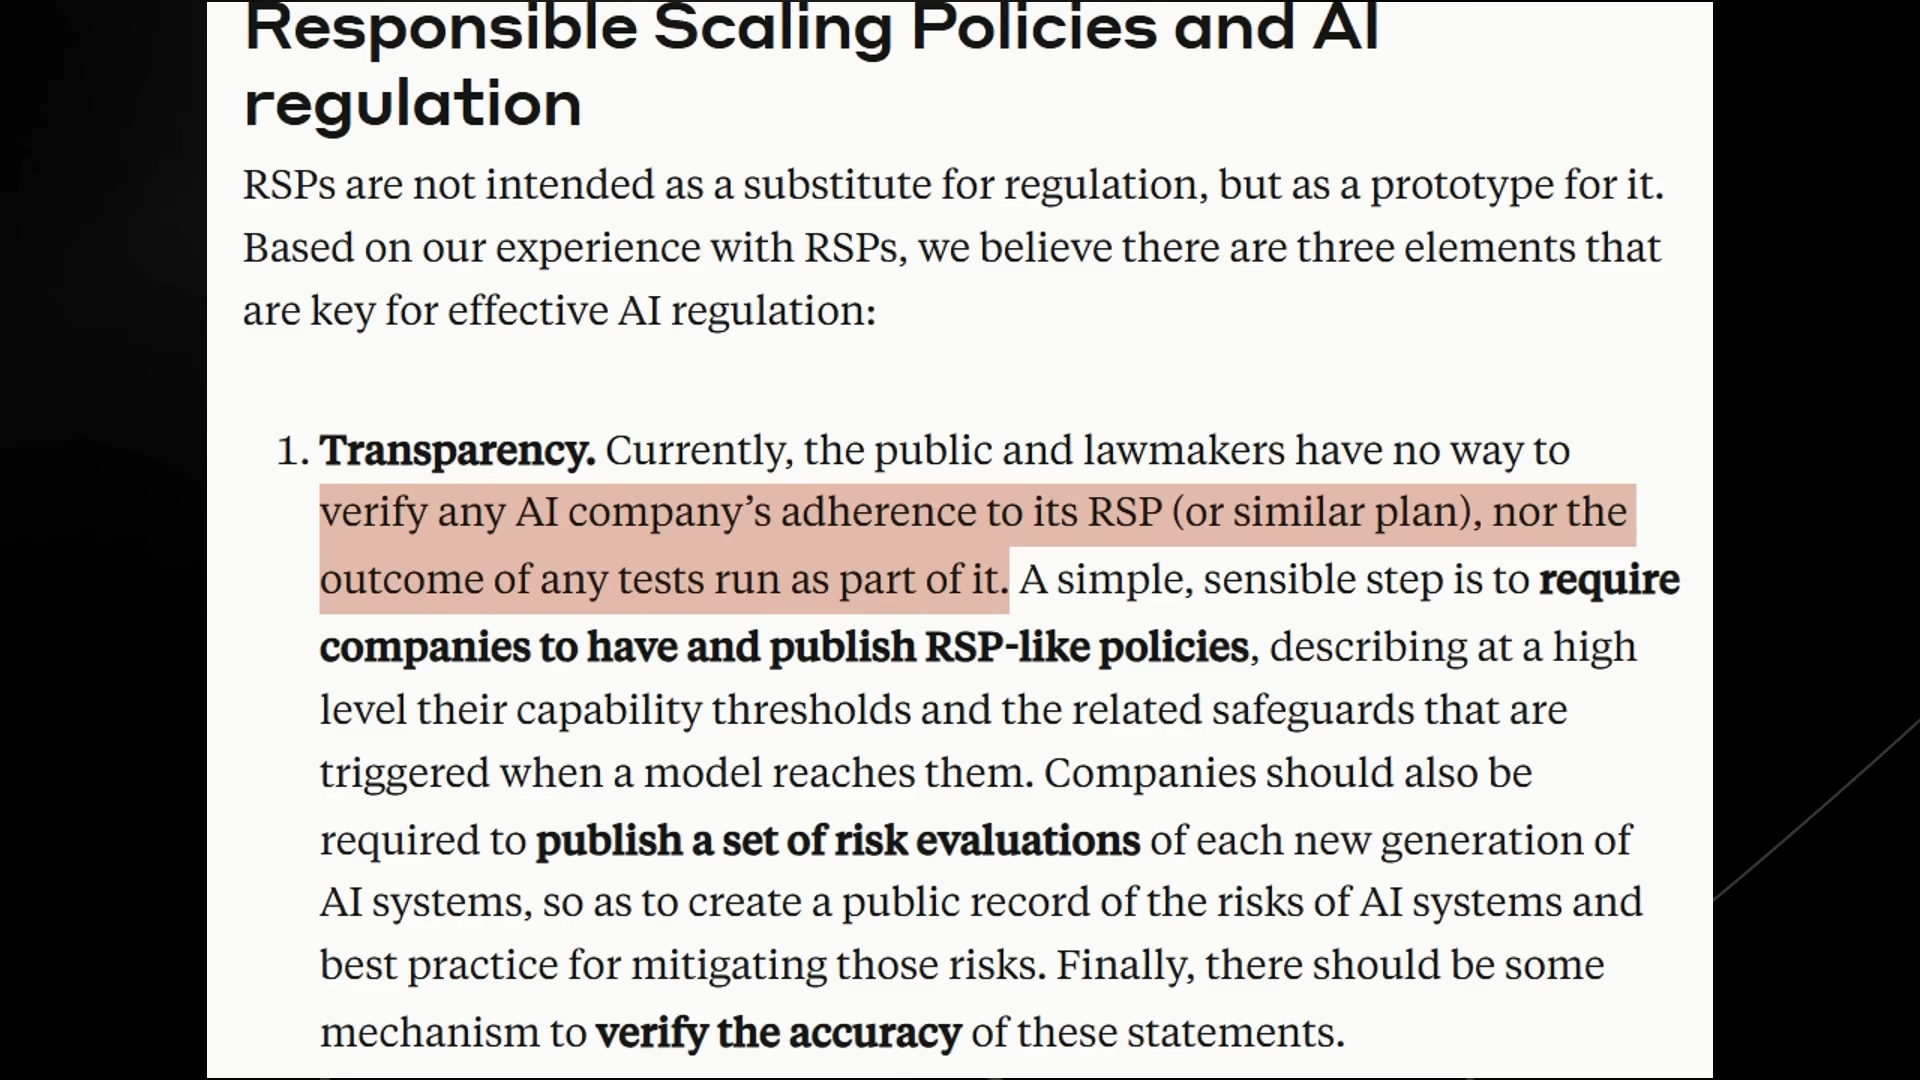 Responsible Scaling Policies and AI
regulation
RSPs are not intended as a substitute for regulation, but as a prototype for it.
Based on our experience with RSPs, we believe there are three elements that
are key for effective AI regulation:
1. Transparency. Currently, the public and lawmakers have no way to
verify any AI company’s adherence to its RSP (or similar plan), nor the
outcome of any tests run as part of it. A simple, sensible step is to require
companies to have and publish RSP-like policies, describing at a high
level their capability thresholds and the related safeguards that are
triggered when a model reaches them. Companies should also be
required to publish a set of risk evaluations of each new generation of
AI systems, so as to create a public record of the risks of AI systems and
best practice for mitigating those risks. Finally, there should be some
mechanism to verify the accuracy of these statements.